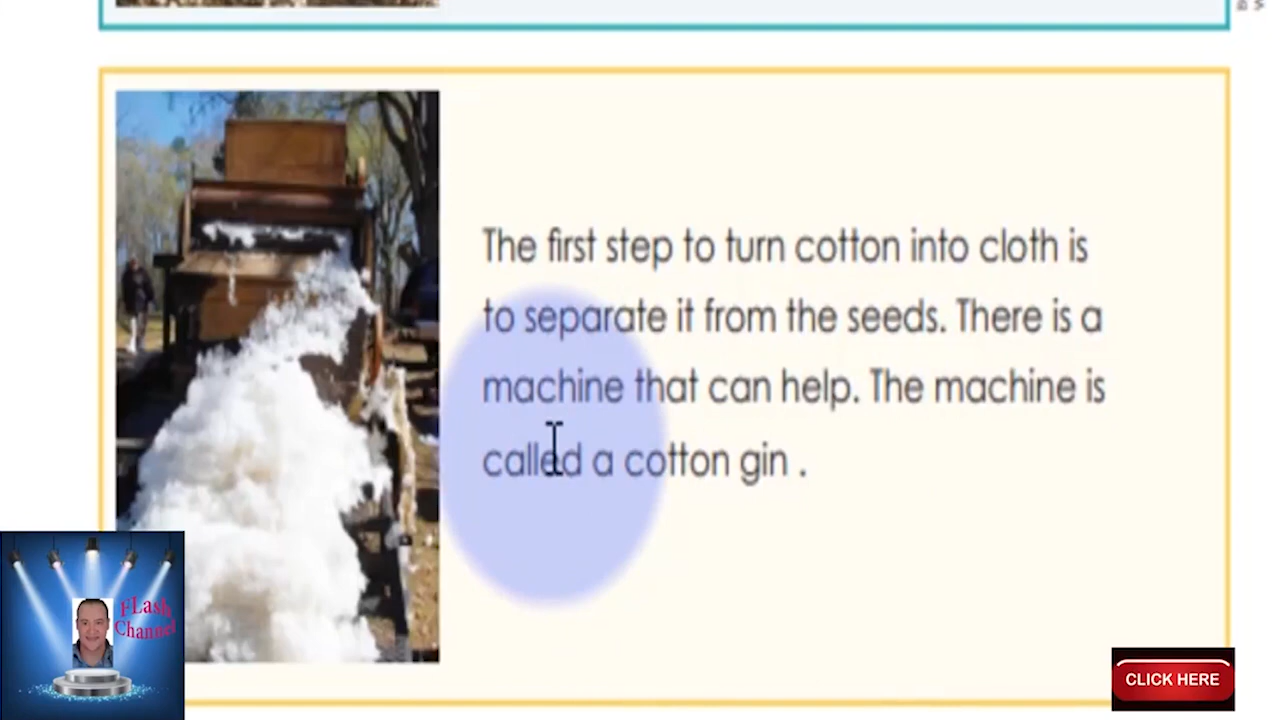 The first step to turn cotton into cloth is
to separate it from the seeds. There is a
machine that can help. The machine is
called a cotton gin .
FLash
Channel
CLICK HERE